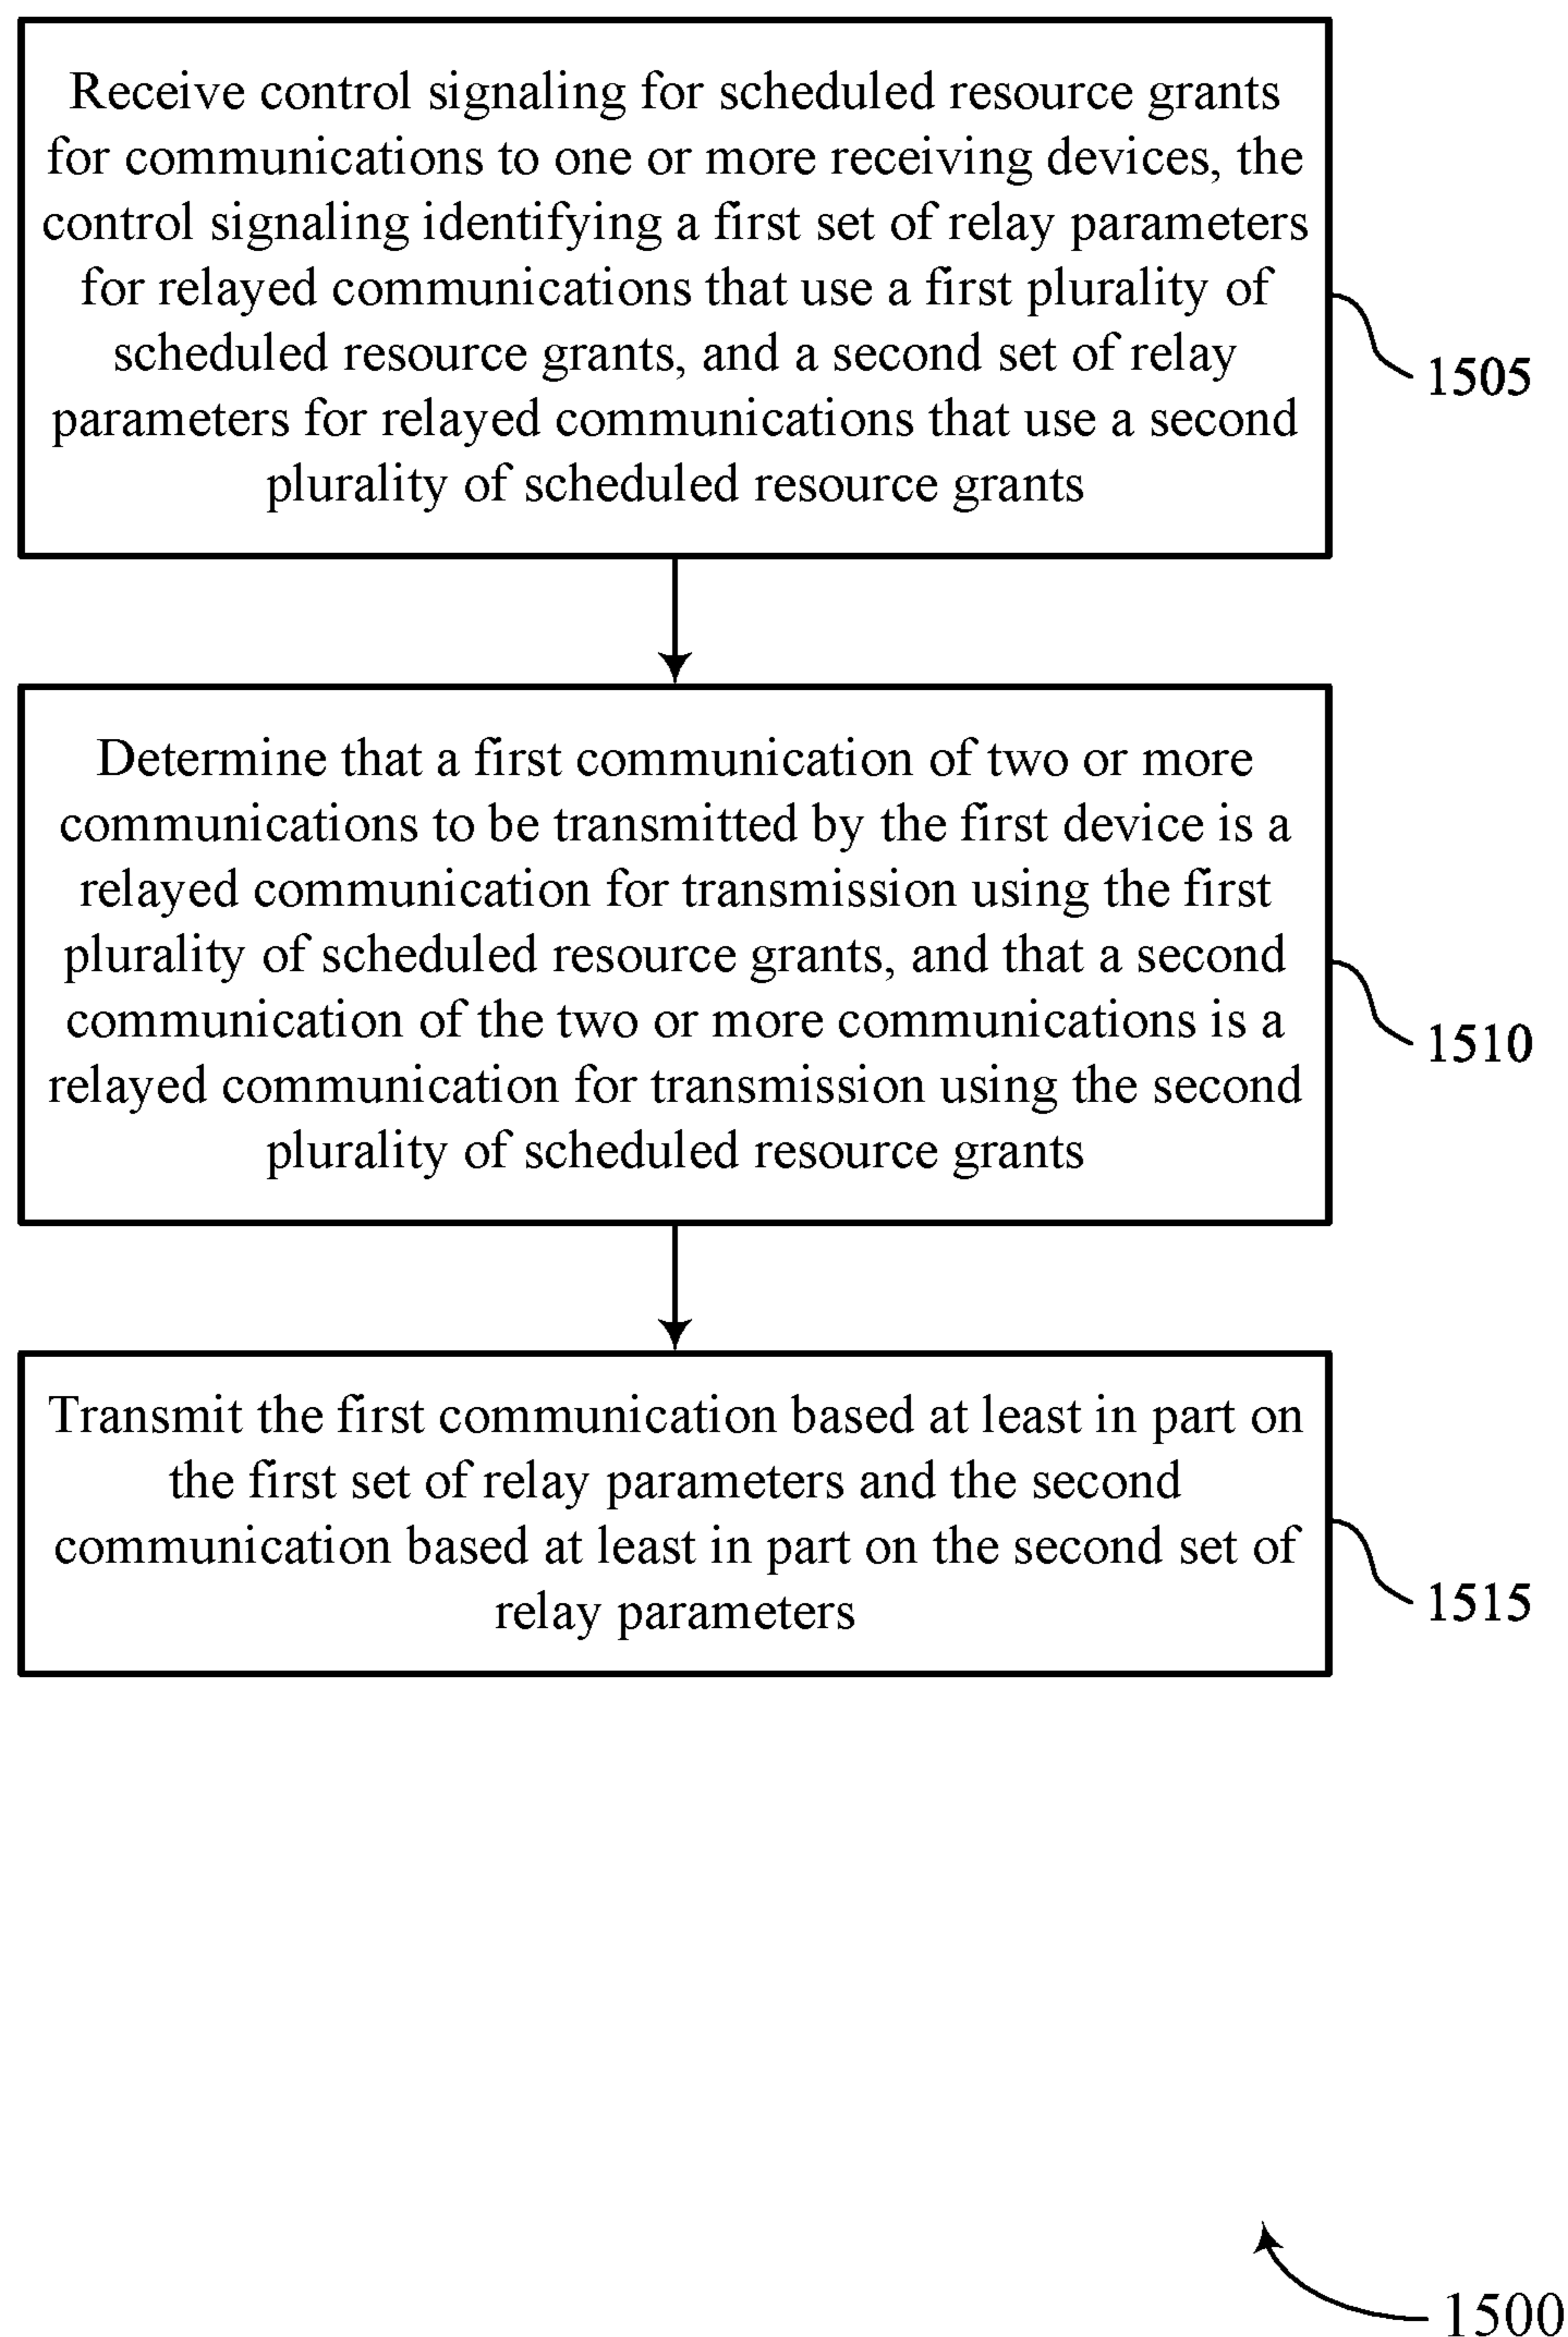 Receive control signaling for scheduled resource grants
for communications to one or more receiving devices, the
control signaling identifying a first set of relay parameters
for relayed communications that use a first plurality of
scheduled resource grants, and a second set of relay
parameters for relayed communications that use a second
plurality of scheduled resource grants
1505
Determine that a first communication of two or more
communications to be transmitted by the first device is a
relayed communication for transmission using the first
plurality of scheduled resource grants, and that a second
communication of the two or more communications is a
relayed communication for transmission using the second
plurality of scheduled resource grants
1510
Transmit the first communication based at least in part on
the first set of relay parameters and the second
communication based at least in part on the second set of
relay parameters
1515
1500